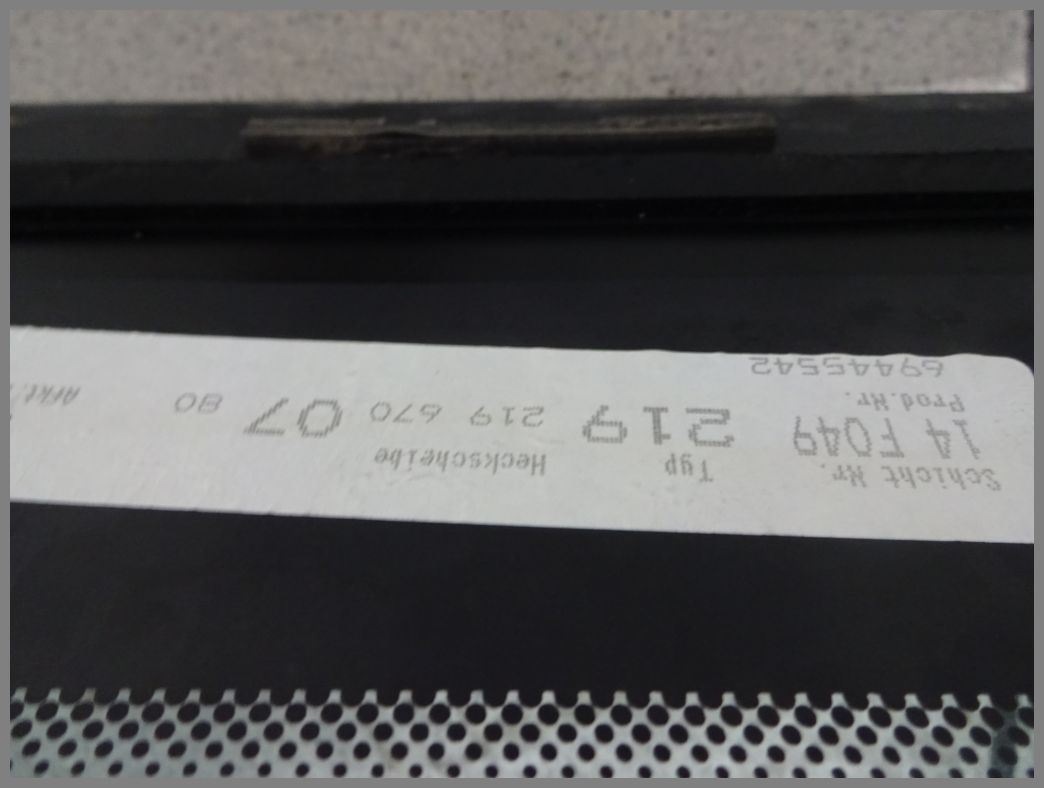 Schicht Nr. Typ Heckscheibe
14 F049 219 219 670 07 80
Prod.Nr.
69445542